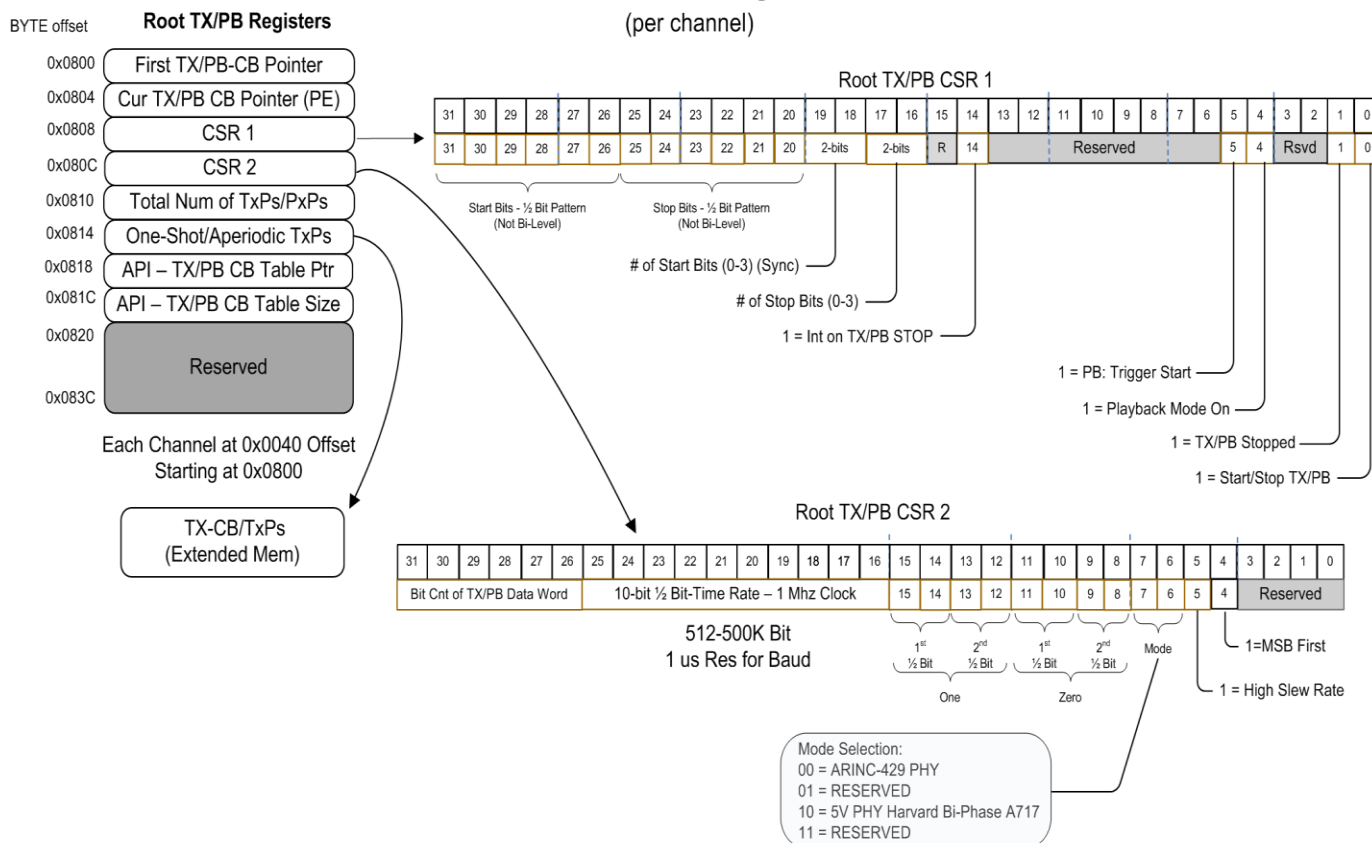 (per channel)
BYTE offset
Root TX/PB Registers
0x0800
First TX/PB-CB Pointer
0x0804
Cur TX/PB CB Pointer (PE)
0x0808
CSR 1
0x080C
CSR 2
0x0810
Total Num of TxPs/PxPs
0x0814
One-Shot/Aperiodic TxPs
0x0818
API – TX/PB CB Table Ptr
0x081C
API – TX/PB CB Table Size
0x0820
Reserved
0x083C
Each Channel at 0x0040 Offset
Starting at 0x0800
TX-CB/TxPs
(Extended Mem)
Root TX/PB CSR 1
31 30 29 28 27 26 25 24 23 22 21 20 19 18 17 16 15 14 13 12 11 10 9 8 7 6 5 4 3 2 1 0
31 30 29 28 27 26 25 24 23 22 21 20 2-bits 2-bits R 14 Reserved 5 4 Rsvd 1 0
Start Bits - ½ Bit Pattern
(Not Bi-Level)
Stop Bits - ½ Bit Pattern
(Not Bi-Level)
# of Start Bits (0-3) (Sync)
# of Stop Bits (0-3)
1 = Int on TX/PB STOP
1 = PB: Trigger Start
1 = Playback Mode On
1 = TX/PB Stopped
1 = Start/Stop TX/PB
Root TX/PB CSR 2
31 30 29 28 27 26 25 24 23 22 21 20 19 18 17 16 15 14 13 12 11 10 9 8 7 6 5 4 3 2 1 0
Bit Cnt of TX/PB Data Word 10-bit ½ Bit-Time Rate – 1 Mhz Clock 15 14 13 12 11 10 9 8 7 6 5 4 Reserved
512-500K Bit
1 us Res for Baud
1st 2nd 1st 2nd Mode
½ Bit ½ Bit ½ Bit ½ Bit
One Zero
1=MSB First
1 = High Slew Rate
Mode Selection:
00 = ARINC-429 PHY
01 = RESERVED
10 = 5V PHY Harvard Bi-Phase A717
11 = RESERVED